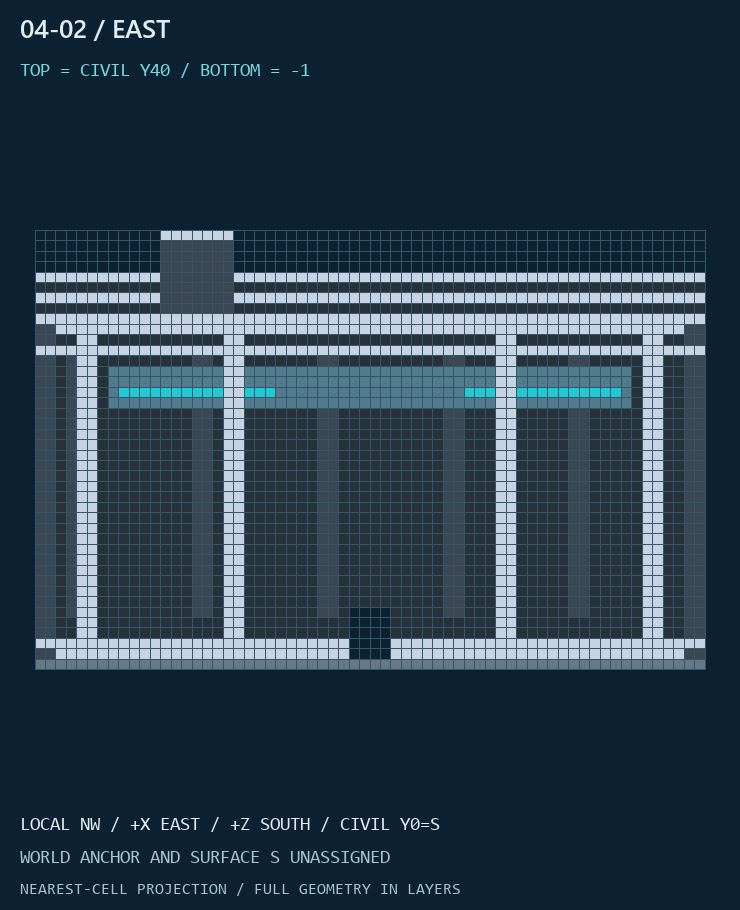 04-02 / EAST
TOP = CIVIL Y40 / BOTTOM = -1
LOCAL NW / +X EAST / +Z SOUTH / CIVIL Y0=S
WORLD ANCHOR AND SURFACE S UNASSIGNED
NEAREST-CELL PROJECTION / FULL GEOMETRY IN LAYERS